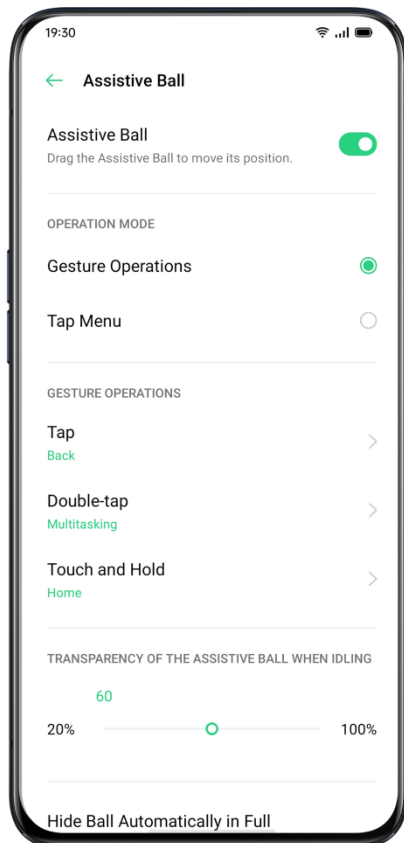 19:30
Assistive Ball
Assistive Ball
Drag the Assistive Ball to move its position.
OPERATION MODE
Gesture Operations
Tap Menu
GESTURE OPERATIONS
Tap
Back
Double-tap
Multitasking
Touch and Hold
Home
TRANSPARENCY OF THE ASSISTIVE BALL WHEN IDLING
60
20% 100%
Hide Ball Automatically in Full